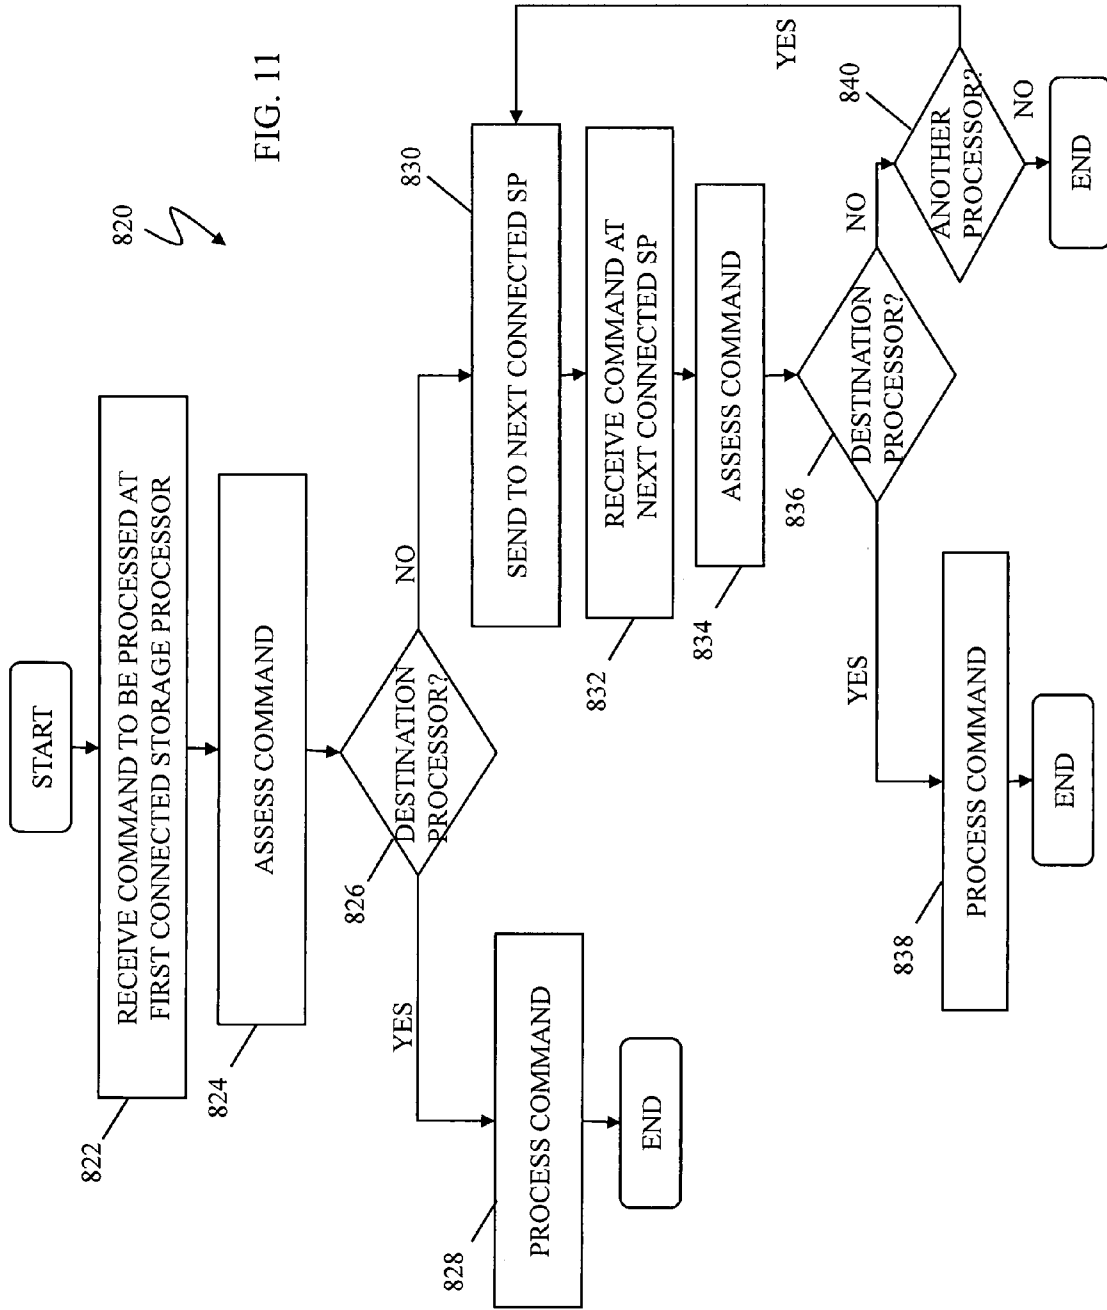 FIG. 11
820
START
822
RECEIVE COMMAND TO BE PROCESSED AT
FIRST CONNECTED STORAGE PROCESSOR
824
ASSESS COMMAND
826
DESTINATION
PROCESSOR?
YES
NO
828
PROCESS COMMAND
END
830
SEND TO NEXT CONNECTED SP
832
RECEIVE COMMAND AT
NEXT CONNECTED SP
834
ASSESS COMMAND
836
DESTINATION
PROCESSOR?
YES
NO
838
PROCESS COMMAND
END
840
ANOTHER
PROCESSOR?
YES
NO
END